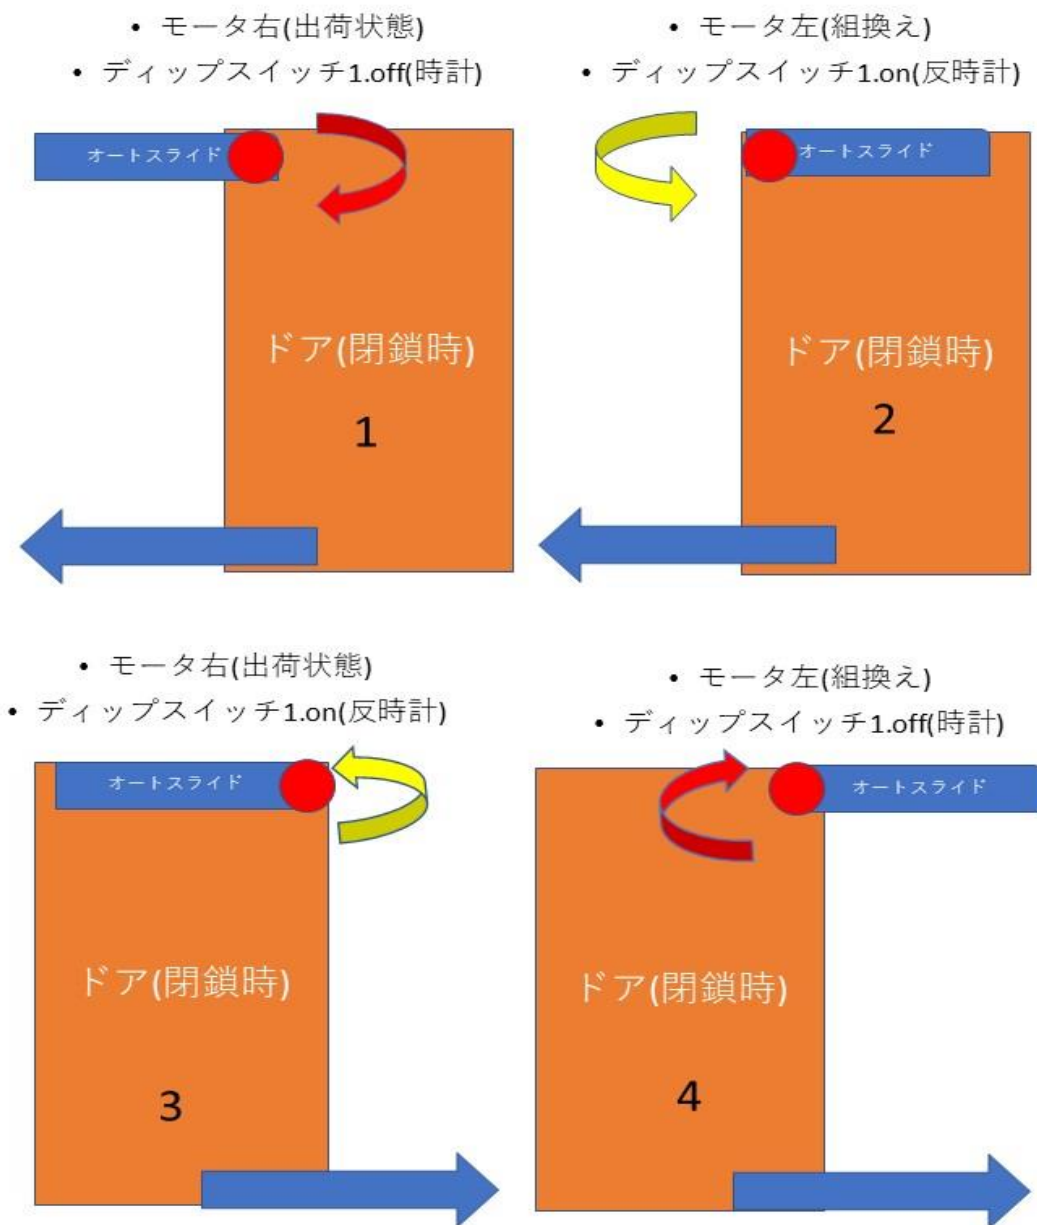 • モータ右(出荷状態)
• ディップスイッチ1.off(時計)
オートスライド
ドア(閉鎖時)
1
• モータ左(組換え)
• ディップスイッチ1.on(反時計)
オートスライド
ドア(閉鎖時)
2
• モータ右(出荷状態)
• ディップスイッチ1.on(反時計)
オートスライド
ドア(閉鎖時)
3
• モータ左(組換え)
• ディップスイッチ1.off(時計)
オートスライド
ドア(閉鎖時)
4